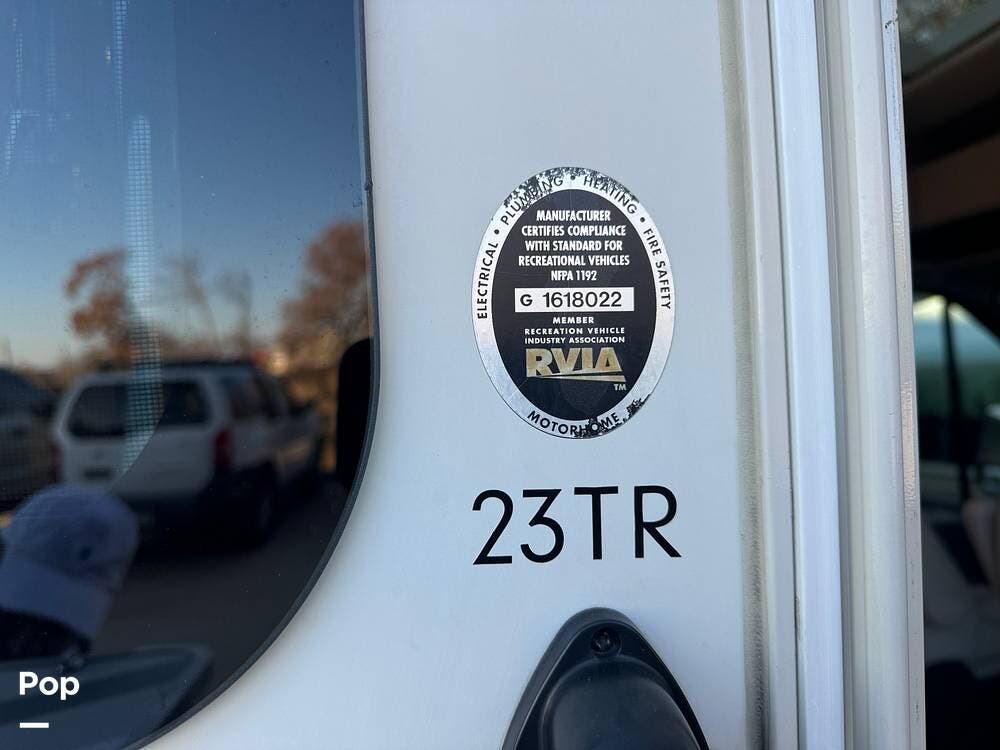 ELECTRICAL • PLUMBING • HEATING • FIRE SAFETY
MANUFACTURER
CERTIFIES COMPLIANCE
WITH STANDARD FOR
RECREATIONAL VEHICLES
NFPA 1192
G 1618022
MEMBER
RECREATION VEHICLE
INDUSTRY ASSOCIATION
RVIA
TM
MOTORHOME
23TR
Pop